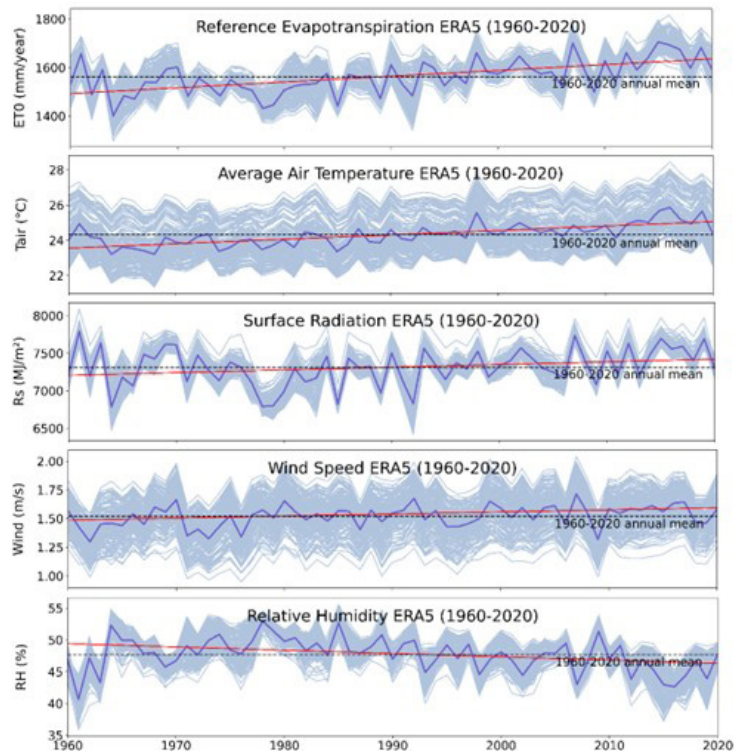 Reference Evapotranspiration ERA5 (1960-2020)
ET0 (mm/year)
1800
1600
1400
1960-2020 annual mean
Average Air Temperature ERA5 (1960-2020)
Tair (°C)
28
26
24
22
1960-2020 annual mean
Surface Radiation ERA5 (1960-2020)
Rs (MJ/m²)
8000
7500
7000
6500
1960-2020 annual mean
Wind Speed ERA5 (1960-2020)
Wind (m/s)
2.00
1.75
1.50
1.25
1.00
1960-2020 annual mean
Relative Humidity ERA5 (1960-2020)
RH (%)
55
50
45
40
35
1960-2020 annual mean
1960 1970 1980 1990 2000 2010 2020